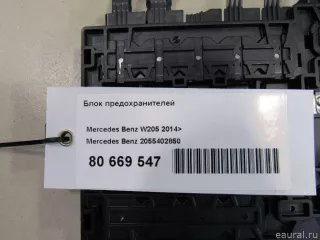 Блок предохранителей
Mercedes Benz W205 2014>
Mercedes Benz 2055402850
80 669 547
eaural.ru